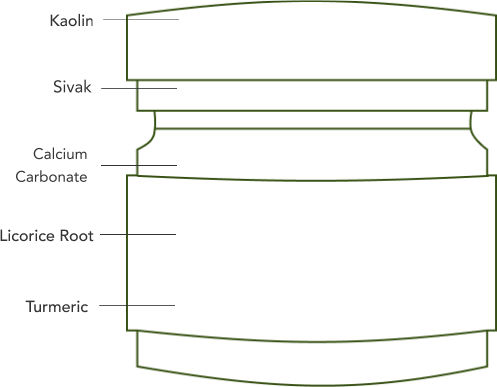 Kaolin
Sivak
Calcium
Carbonate
Licorice Root
Turmeric